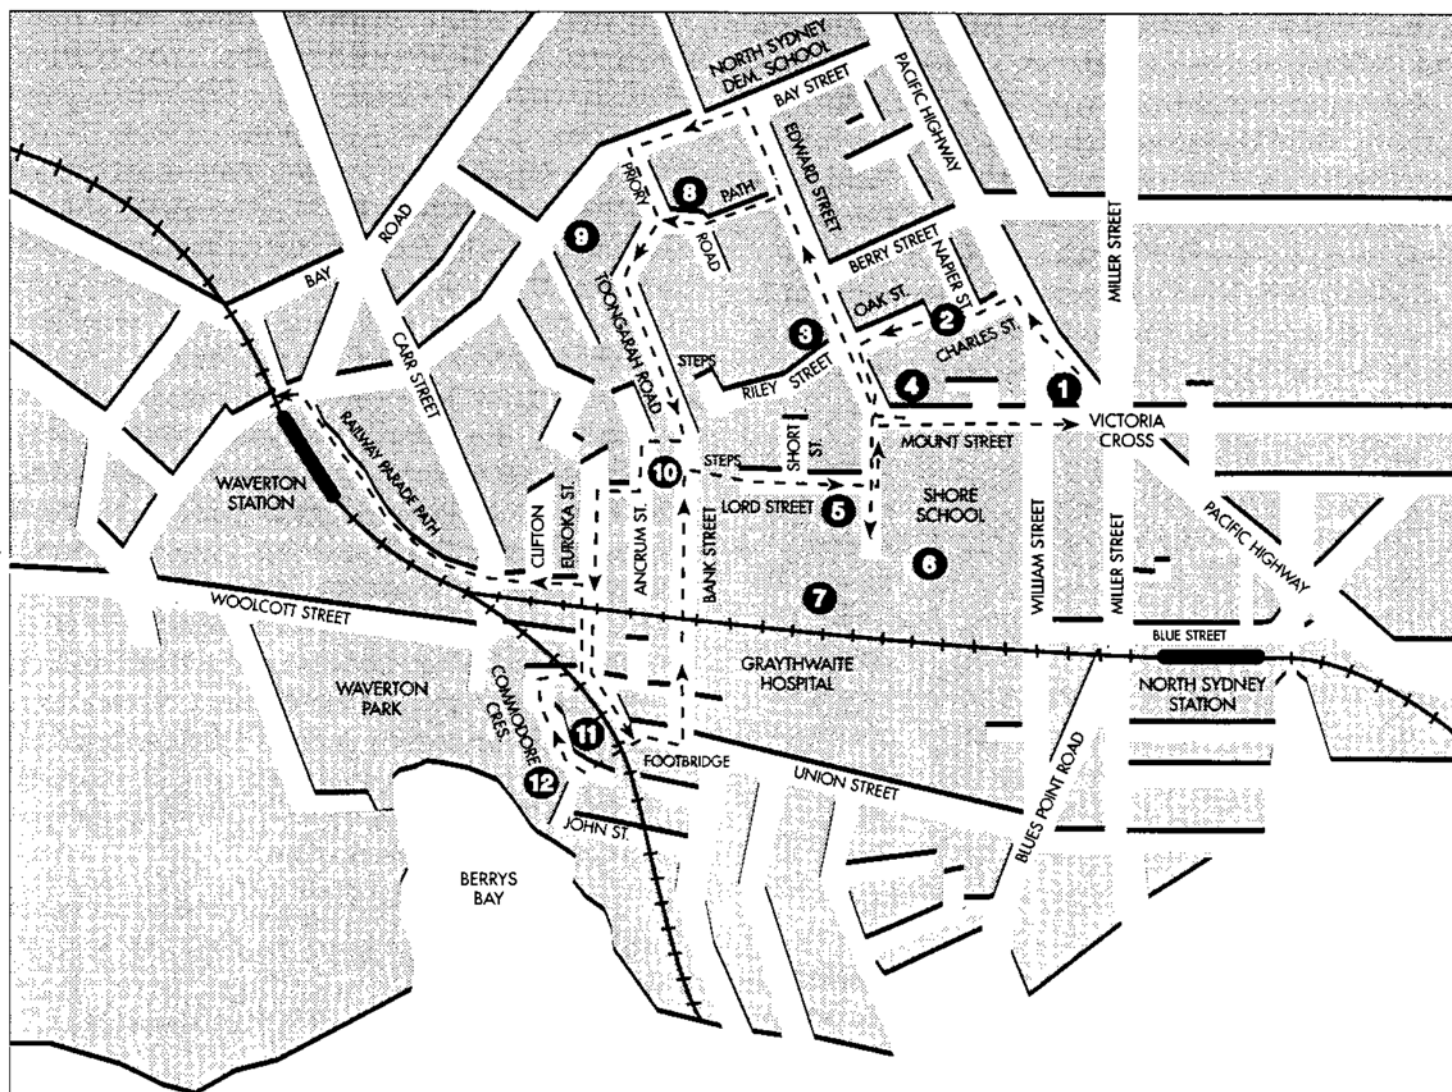 NORTH SYDNEY
DEM. SCHOOL
BAY STREET
PACIFIC HIGHWAY
EDWARD STREET
PRIORY
8
PATH
ROAD
9
ROAD
BAY
BERRY STREET
NAPIER ST.
MILLER STREET
OAK ST.
2
CHARLES ST.
3
TOONGARAH ROAD
STEPS
RILEY STREET
4
1
CARR STREET
VICTORIA
CROSS
MOUNT STREET
SHORT
ST.
RAILWAY PARADE PATH
WAVERTON
STATION
10
STEPS
LORD STREET
5
SHORE
SCHOOL
PACIFIC HIGHWAY
CLIFTON
EUROKA ST.
ANCRUM ST.
BANK STREET
6
7
WILLIAM STREET
MILLER STREET
WOOLCOTT STREET
BLUE STREET
GRAYTHWAITE
HOSPITAL
NORTH SYDNEY
STATION
WAVERTON
PARK
COMMODORE
CRES.
11
FOOTBRIDGE
12
UNION STREET
BLUES POINT ROAD
JOHN ST.
BERRYS
BAY